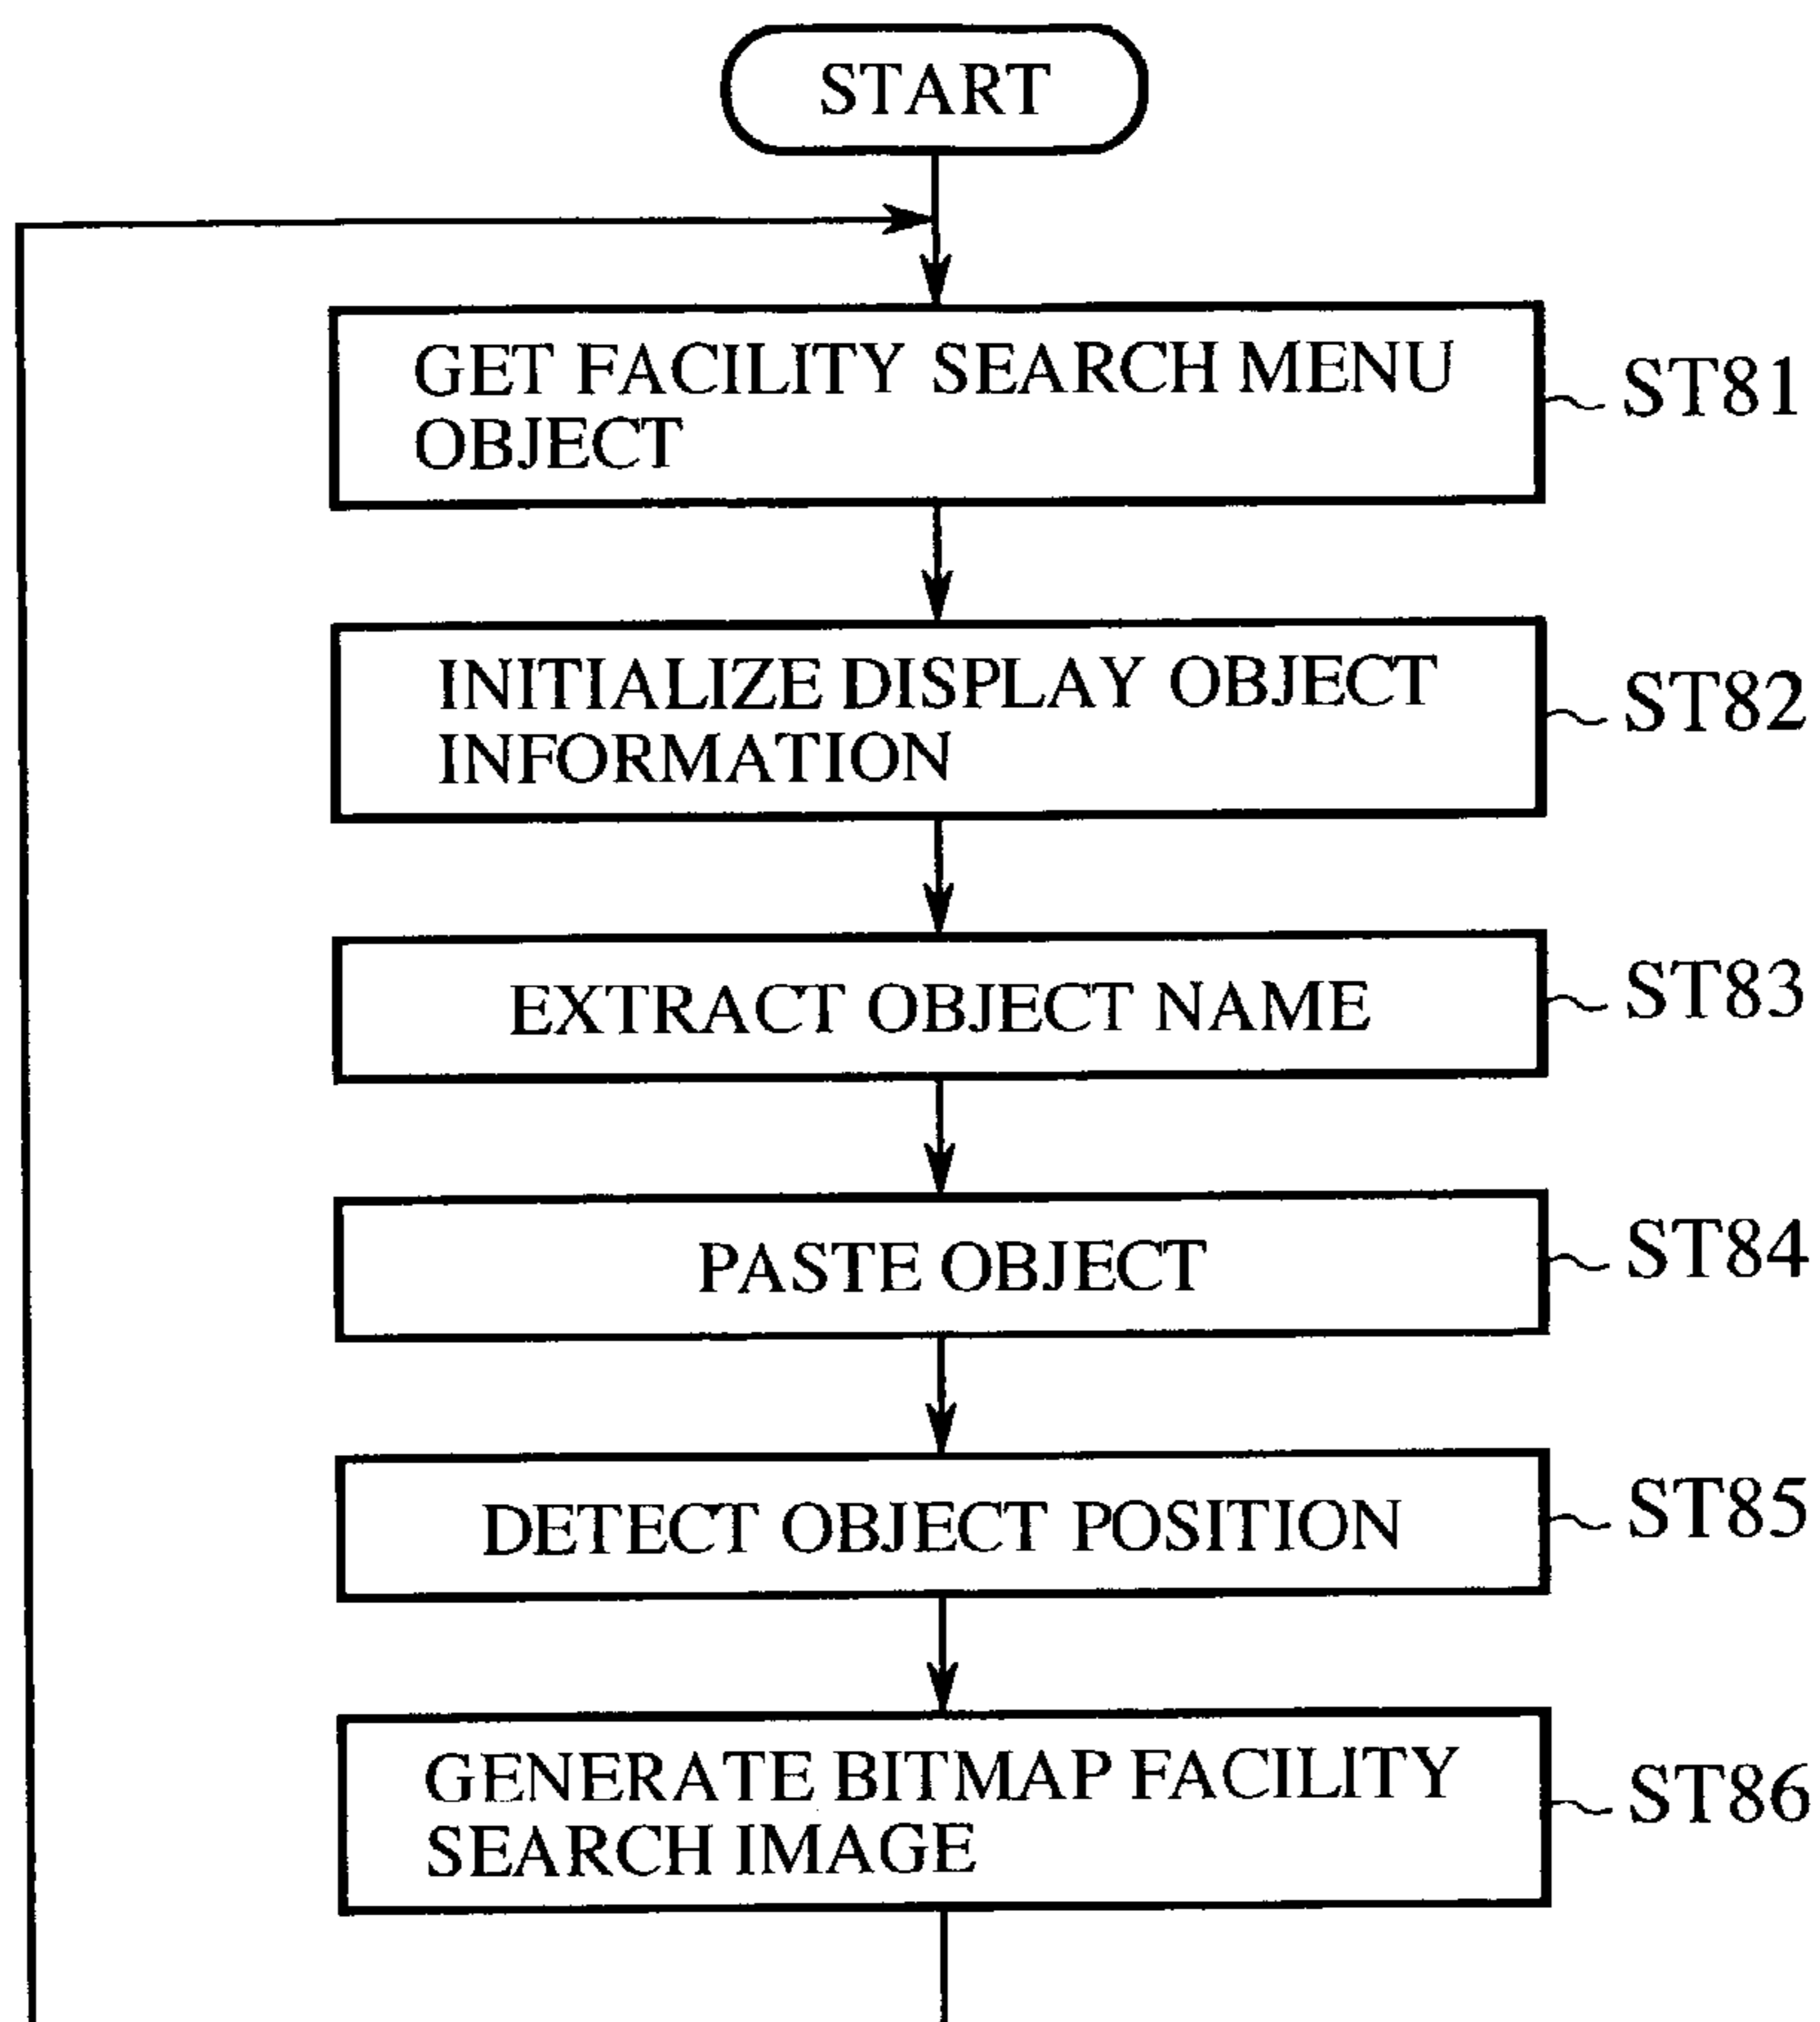 START
GET FACILITY SEARCH MENU
OBJECT
ST81
INITIALIZE DISPLAY OBJECT
INFORMATION
ST82
EXTRACT OBJECT NAME
ST83
PASTE OBJECT
ST84
DETECT OBJECT POSITION
ST85
GENERATE BITMAP FACILITY
SEARCH IMAGE
ST86